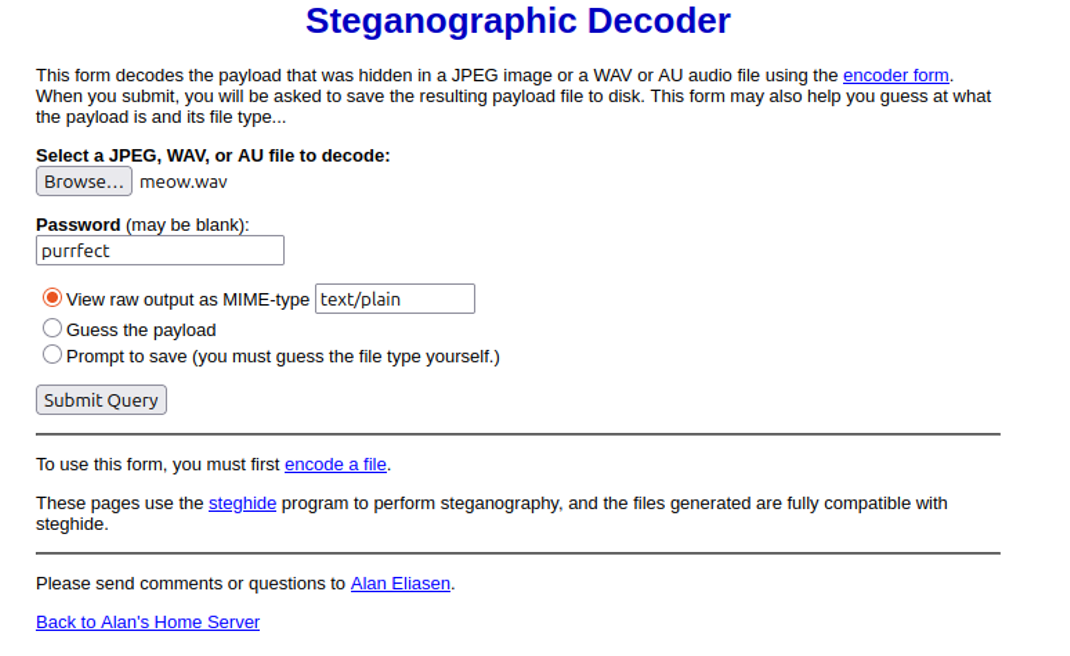 Steganographic Decoder
This form decodes the payload that was hidden in a JPEG image or a WAV or AU audio file using the encoder form.
When you submit, you will be asked to save the resulting payload file to disk. This form may also help you guess at what
the payload is and its file type...
Select a JPEG, WAV, or AU file to decode:
Browse... meow.wav
Password (may be blank):
purrfect
View raw output as MIME-type text/plain
Guess the payload
Prompt to save (you must guess the file type yourself.)
Submit Query
To use this form, you must first encode a file.
These pages use the steghide program to perform steganography, and the files generated are fully compatible with
steghide.
Please send comments or questions to Alan Eliasen.
Back to Alan's Home Server